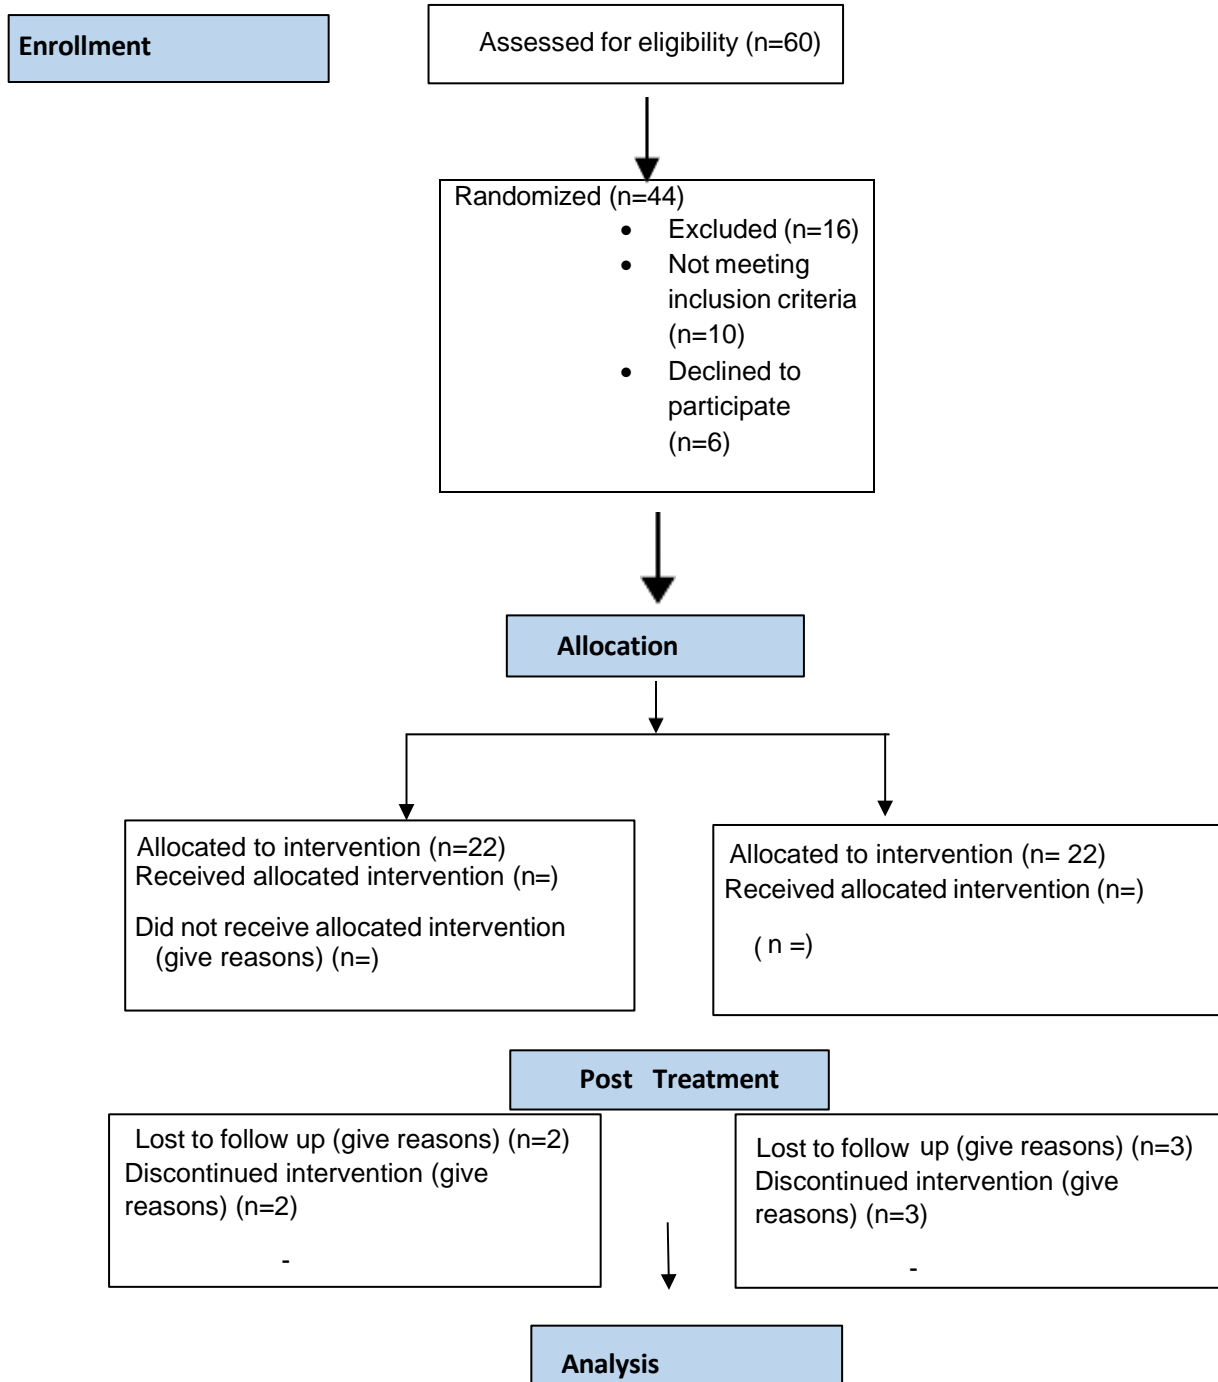 Enrollment
Assessed for eligibility (n=60)
Randomized (n=44)
• Excluded (n=16)
• Not meeting
inclusion criteria
(n=10)
• Declined to
participate
(n=6)
Allocation
Allocated to intervention (n=22)
Received allocated intervention (n=)
Did not receive allocated intervention
(give reasons) (n=)
Allocated to intervention (n= 22)
Received allocated intervention (n=)
( n =)
Post Treatment
Lost to follow up (give reasons) (n=2)
Discontinued intervention (give
reasons) (n=2)
-
Lost to follow up (give reasons) (n=3)
Discontinued intervention (give
reasons) (n=3)
-
Analysis